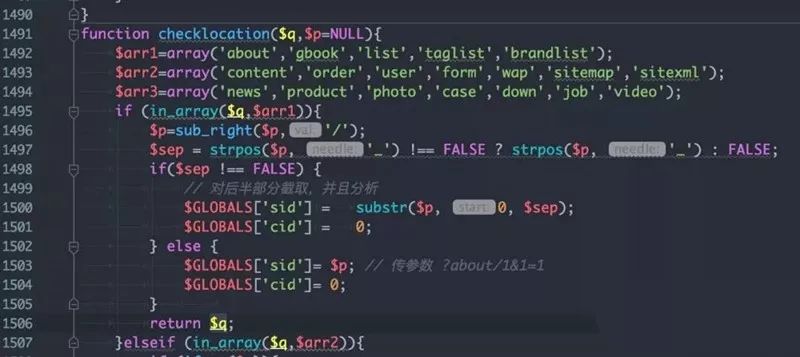 1490 }
1491 function checklocation($q,$p=NULL){
1492 $arr1=array('about','gbook','list','taglist','brandlist');
1493 $arr2=array('content','order','user','form','wap','sitemap','sitexml');
1494 $arr3=array('news','product','photo','case','down','job','video');
1495 if (in_array($q,$arr1)){
1496 $p=sub_right($p, val: '/');
1497 $sep = strpos($p, needle: '_') !== FALSE ? strpos($p, needle: '_') : FALSE;
1498 if($sep !== FALSE) {
1499 // 对后半部分截取，并且分析
1500 $GLOBALS['sid'] = substr($p, start: 0, $sep);
1501 $GLOBALS['cid'] = 0;
1502 } else {
1503 $GLOBALS['sid']= $p; // 传参数 ?about/1&1=1
1504 $GLOBALS['cid']= 0;
1505 }
1506 return $q;
1507 }elseif (in_array($q,$arr2)){